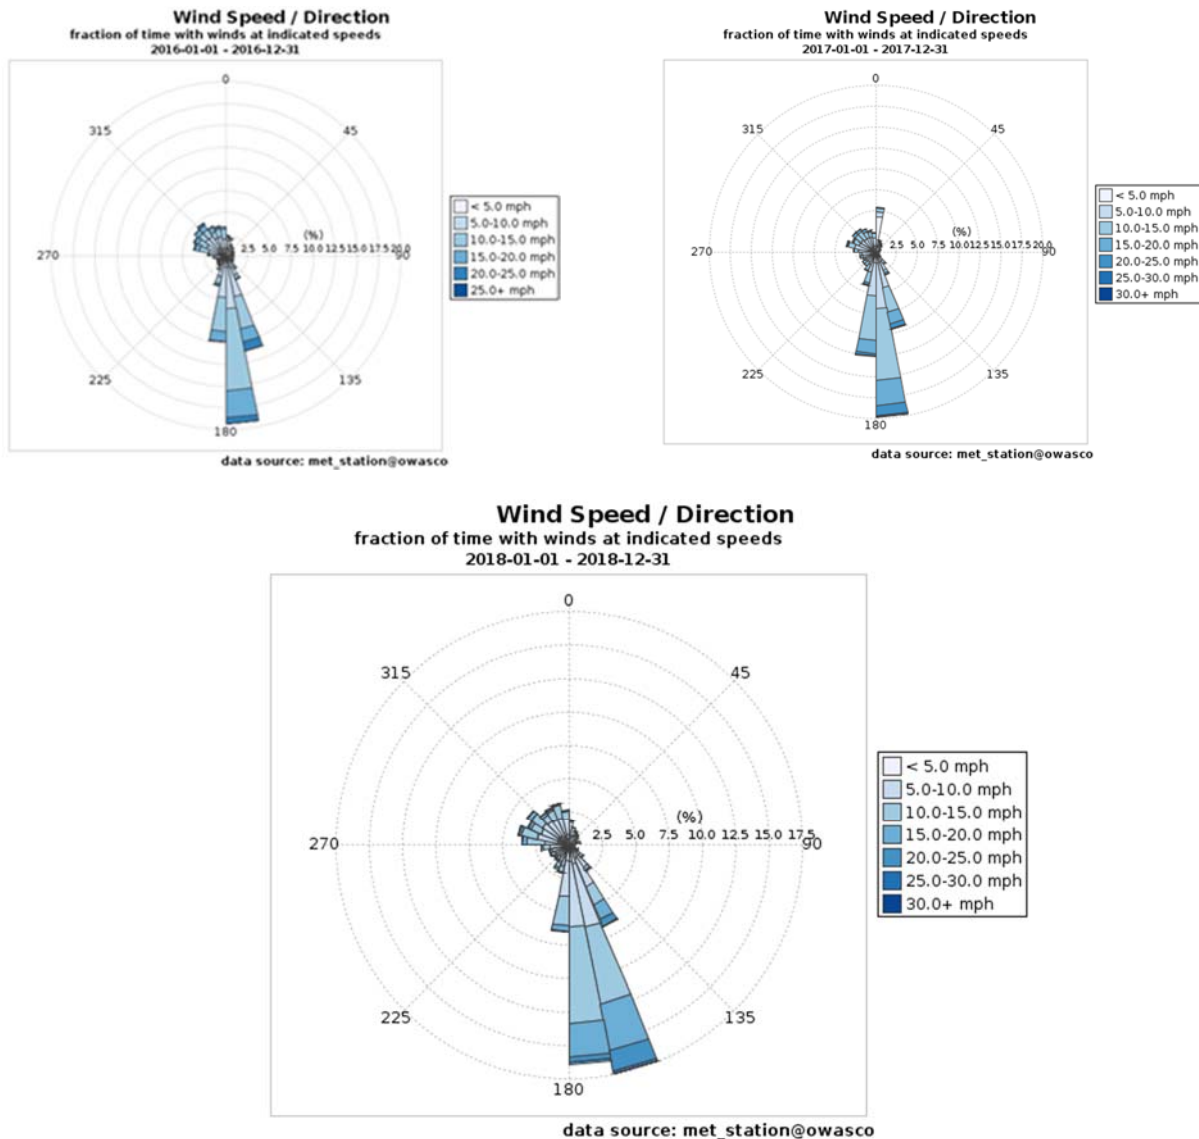 Wind Speed / Direction
fraction of time with winds at indicated speeds
2016-01-01 - 2016-12-31
0
315
45
(%)
270
2.5 5.0 7.5 10.0 12.5 15.0 17.5 20.0
90
225
135
180
< 5.0 mph
5.0-10.0 mph
10.0-15.0 mph
15.0-20.0 mph
20.0-25.0 mph
25.0+ mph
data source: met_station@owasco
Wind Speed / Direction
fraction of time with winds at indicated speeds
2017-01-01 - 2017-12-31
0
315
45
(%)
270
2.5 5.0 7.5 10.0 12.5 15.0 17.5 20.0
90
225
135
180
< 5.0 mph
5.0-10.0 mph
10.0-15.0 mph
15.0-20.0 mph
20.0-25.0 mph
25.0-30.0 mph
30.0+ mph
data source: met_station@owasco
Wind Speed / Direction
fraction of time with winds at indicated speeds
2018-01-01 - 2018-12-31
0
315
45
(%)
270
2.5 5.0 7.5 10.0 12.5 15.0 17.5
90
225
135
180
< 5.0 mph
5.0-10.0 mph
10.0-15.0 mph
15.0-20.0 mph
20.0-25.0 mph
25.0-30.0 mph
30.0+ mph
data source: met_station@owasco